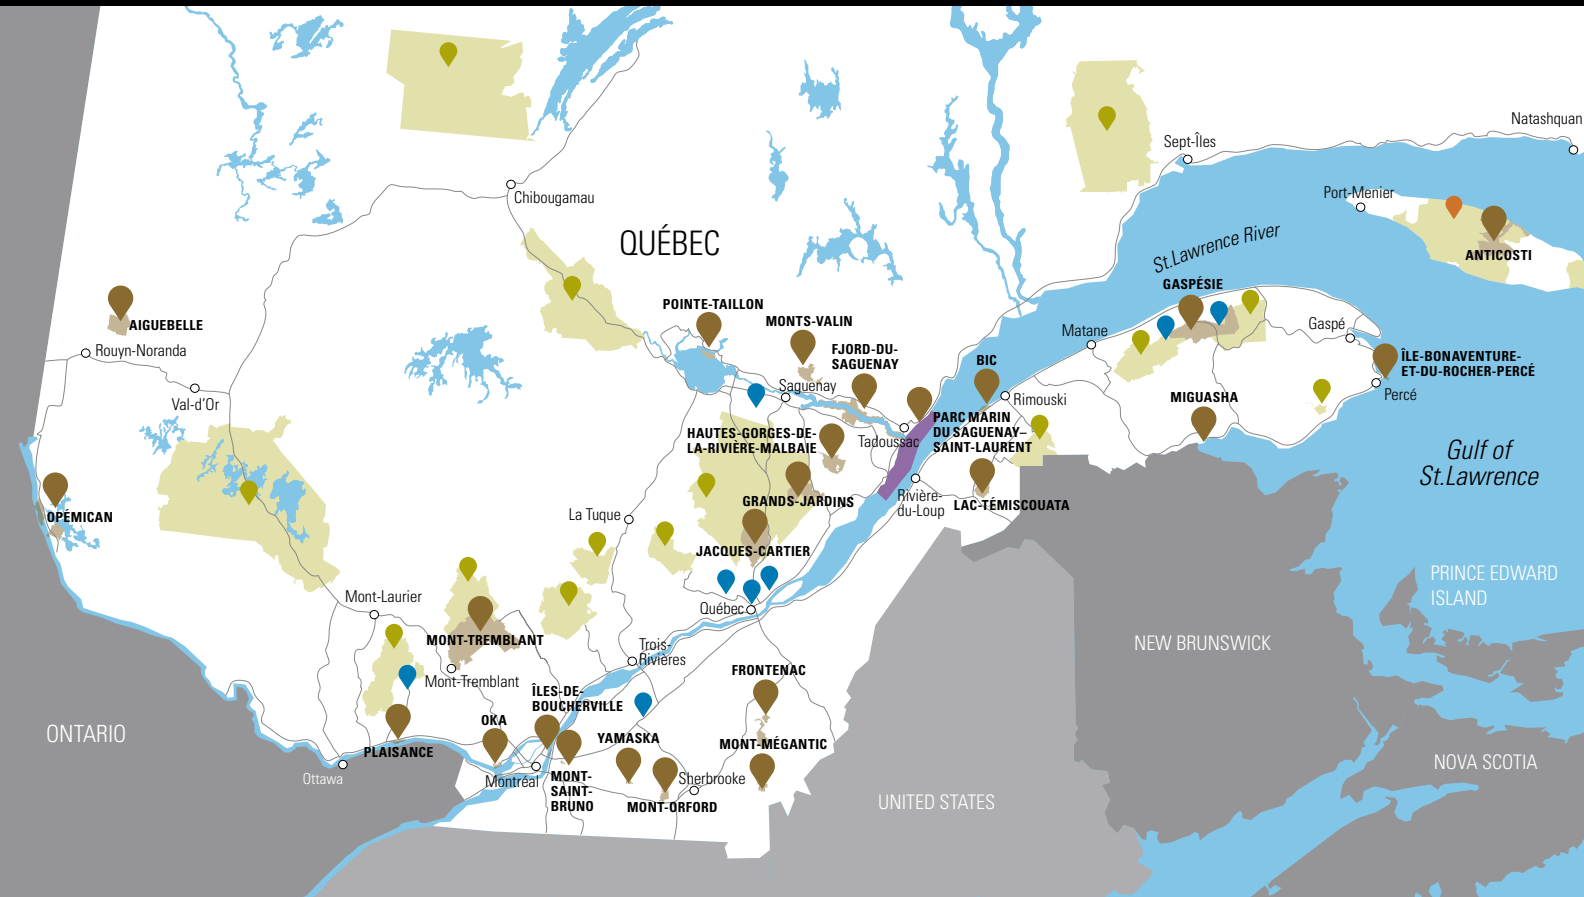 Natashquan
Sept-Îles
Port-Menier
Chibougamau
QUÉBEC
St.Lawrence River
ANTICOSTI
GASPÉSIE
POINTE-TAILLON
MONTS-VALIN
AIGUEBELLE
Rouyn-Noranda
Matane
Gaspé
FJORD-DU-
SAGUENAY
BIC
ÎLE-BONAVENTURE-
ET-DU-ROCHER-PERCÉ
Saguenay
Percé
Val-d’Or
Rimouski
MIGUASHA
PARC MARIN
DU SAGUENAY–
SAINT-LAURENT
HAUTES-GORGES-DE-
LA-RIVIÈRE-MALBAIE
Tadoussac
Gulf of
St.Lawrence
GRANDS-JARDINS
Rivière-
du-Loup
LAC-TÉMISCOUATA
OPÉMICAN
La Tuque
JACQUES-CARTIER
PRINCE EDWARD
ISLAND
Mont-Laurier
Québec
MONT-TREMBLANT
NEW BRUNSWICK
Trois-
Rivières
FRONTENAC
Mont-Tremblant
ÎLES-DE-
BOUCHERVILLE
OKA
ONTARIO
YAMASKA
MONT-MÉGANTIC
PLAISANCE
NOVA SCOTIA
Ottawa
Montréal
MONT-
SAINT-
BRUNO
Sherbrooke
MONT-ORFORD
UNITED STATES